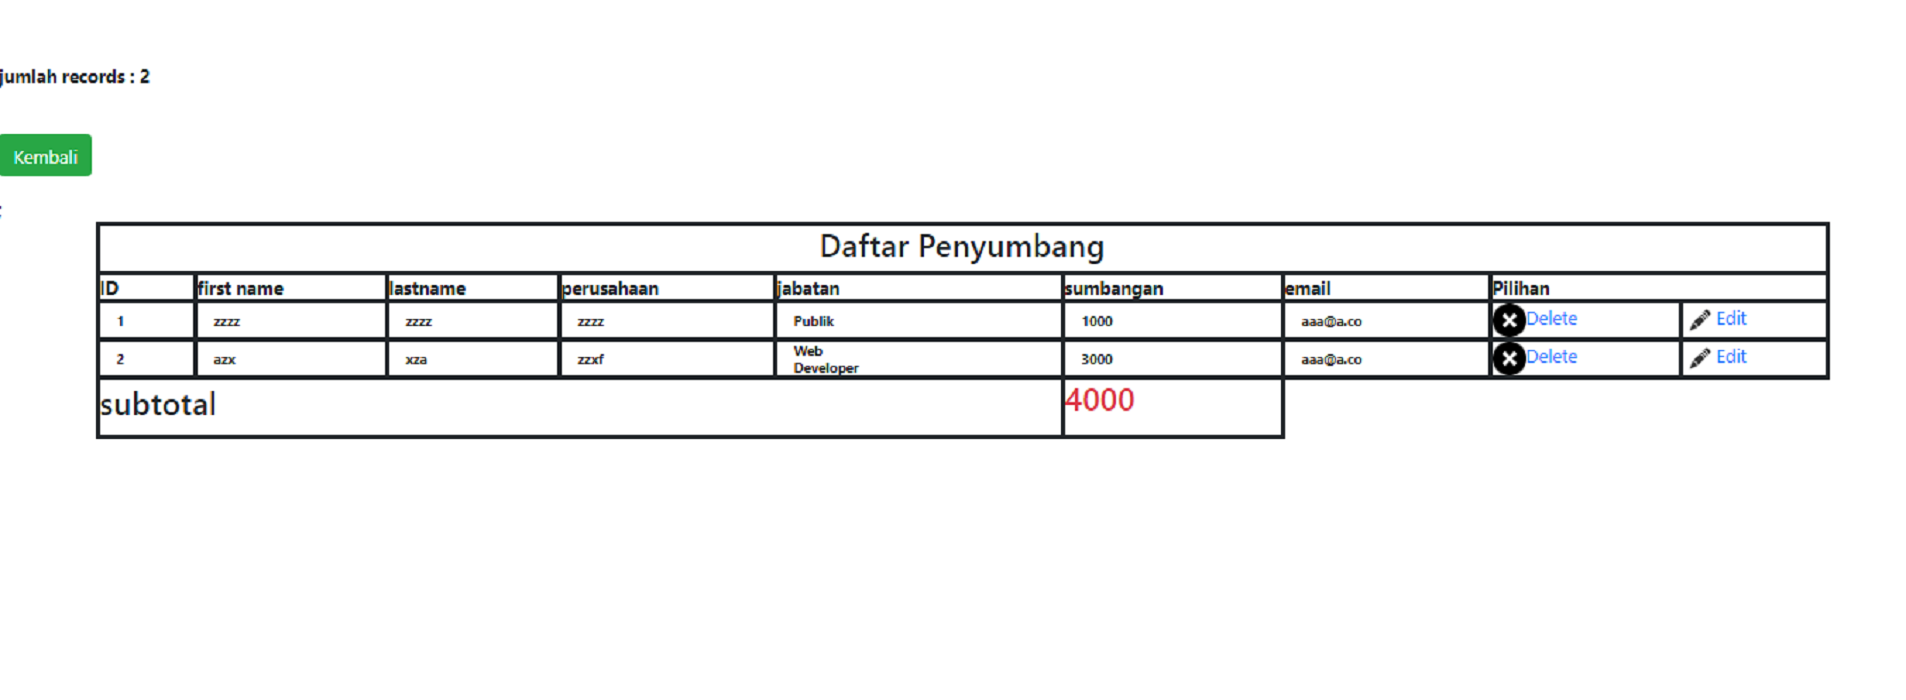 jumlah records : 2
Kembali
;
Daftar Penyumbang
ID first name lastname perusahaan jabatan sumbangan email Pilihan
1 zzzz zzzz zzzz Publik 1000 aaa@a.co Delete Edit
2 azx xza zzxf Web Developer 3000 aaa@a.co Delete Edit
subtotal 4000